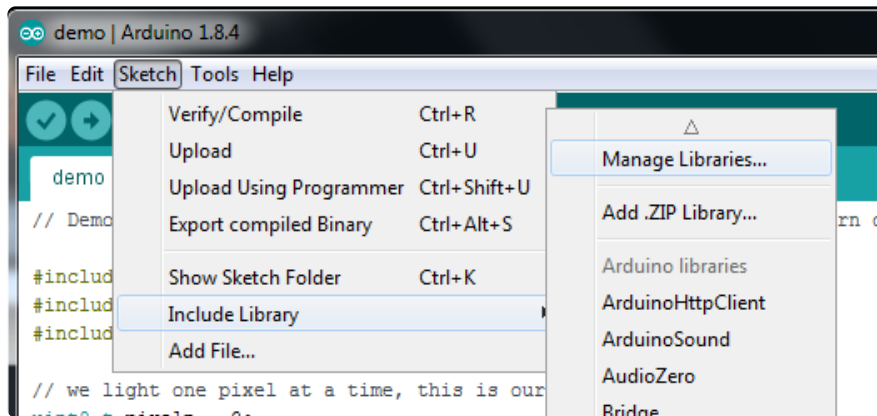 demo | Arduino 1.8.4
File Edit Sketch Tools Help
Verify/Compile Ctrl+R
Upload Ctrl+U
Upload Using Programmer Ctrl+Shift+U
Export compiled Binary Ctrl+Alt+S
Show Sketch Folder Ctrl+K
Include Library
Add File...
Manage Libraries...
Add .ZIP Library...
Arduino libraries
ArduinoHttpClient
ArduinoSound
AudioZero
Bridge
demo
// Demo
#includ
#includ
#includ
// we light one pixel at a time, this is our